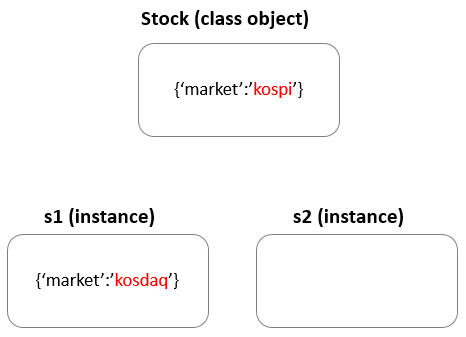 Stock (class object)
{‘market’:’kospi’}
s1 (instance)
s2 (instance)
{‘market’:’kosdaq’}